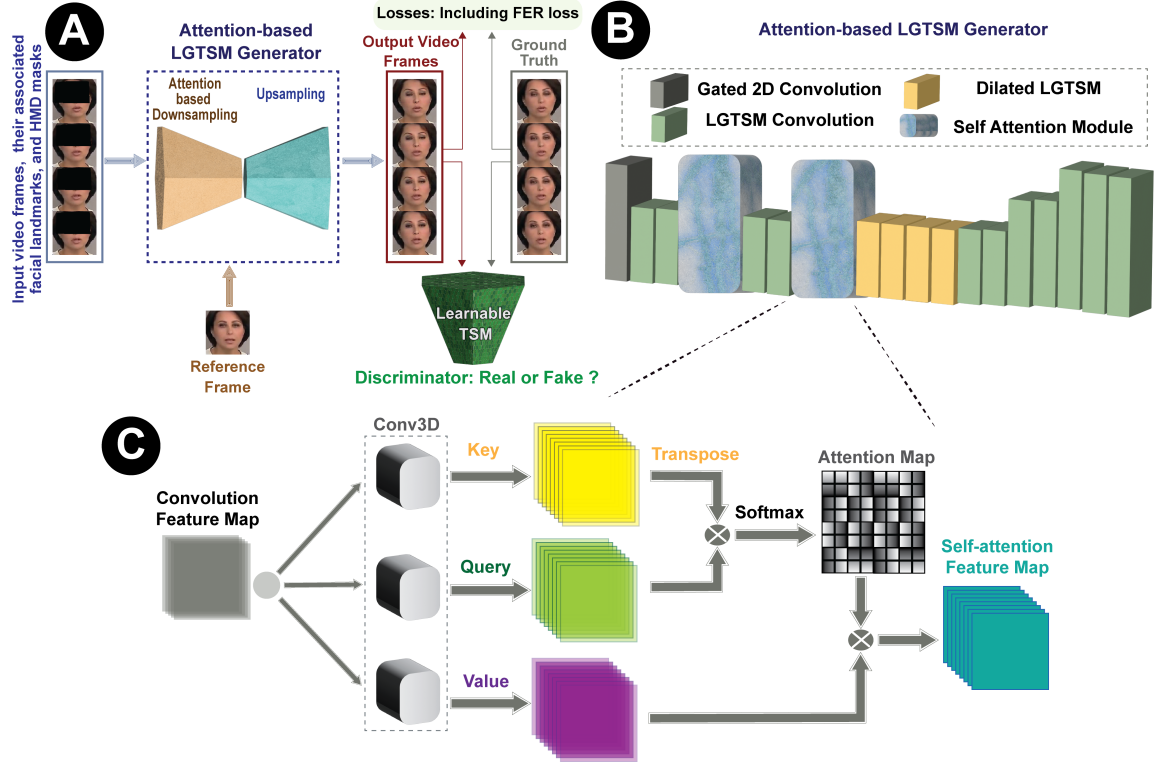 A
Input video frames, their associated
facial landmarks, and HMD masks
Attention-based
LGTSM Generator
Attention
based
Downsampling
Upsampling
Reference
Frame
Losses: Including FER loss
Output Video
Frames
Ground
Truth
Learnable
TSM
Discriminator: Real or Fake ?
B
Attention-based LGTSM Generator
Gated 2D Convolution
Dilated LGTSM
LGTSM Convolution
Self Attention Module
C
Convolution
Feature Map
Conv3D
Key
Query
Value
Transpose
Softmax
Attention Map
Self-attention
Feature Map